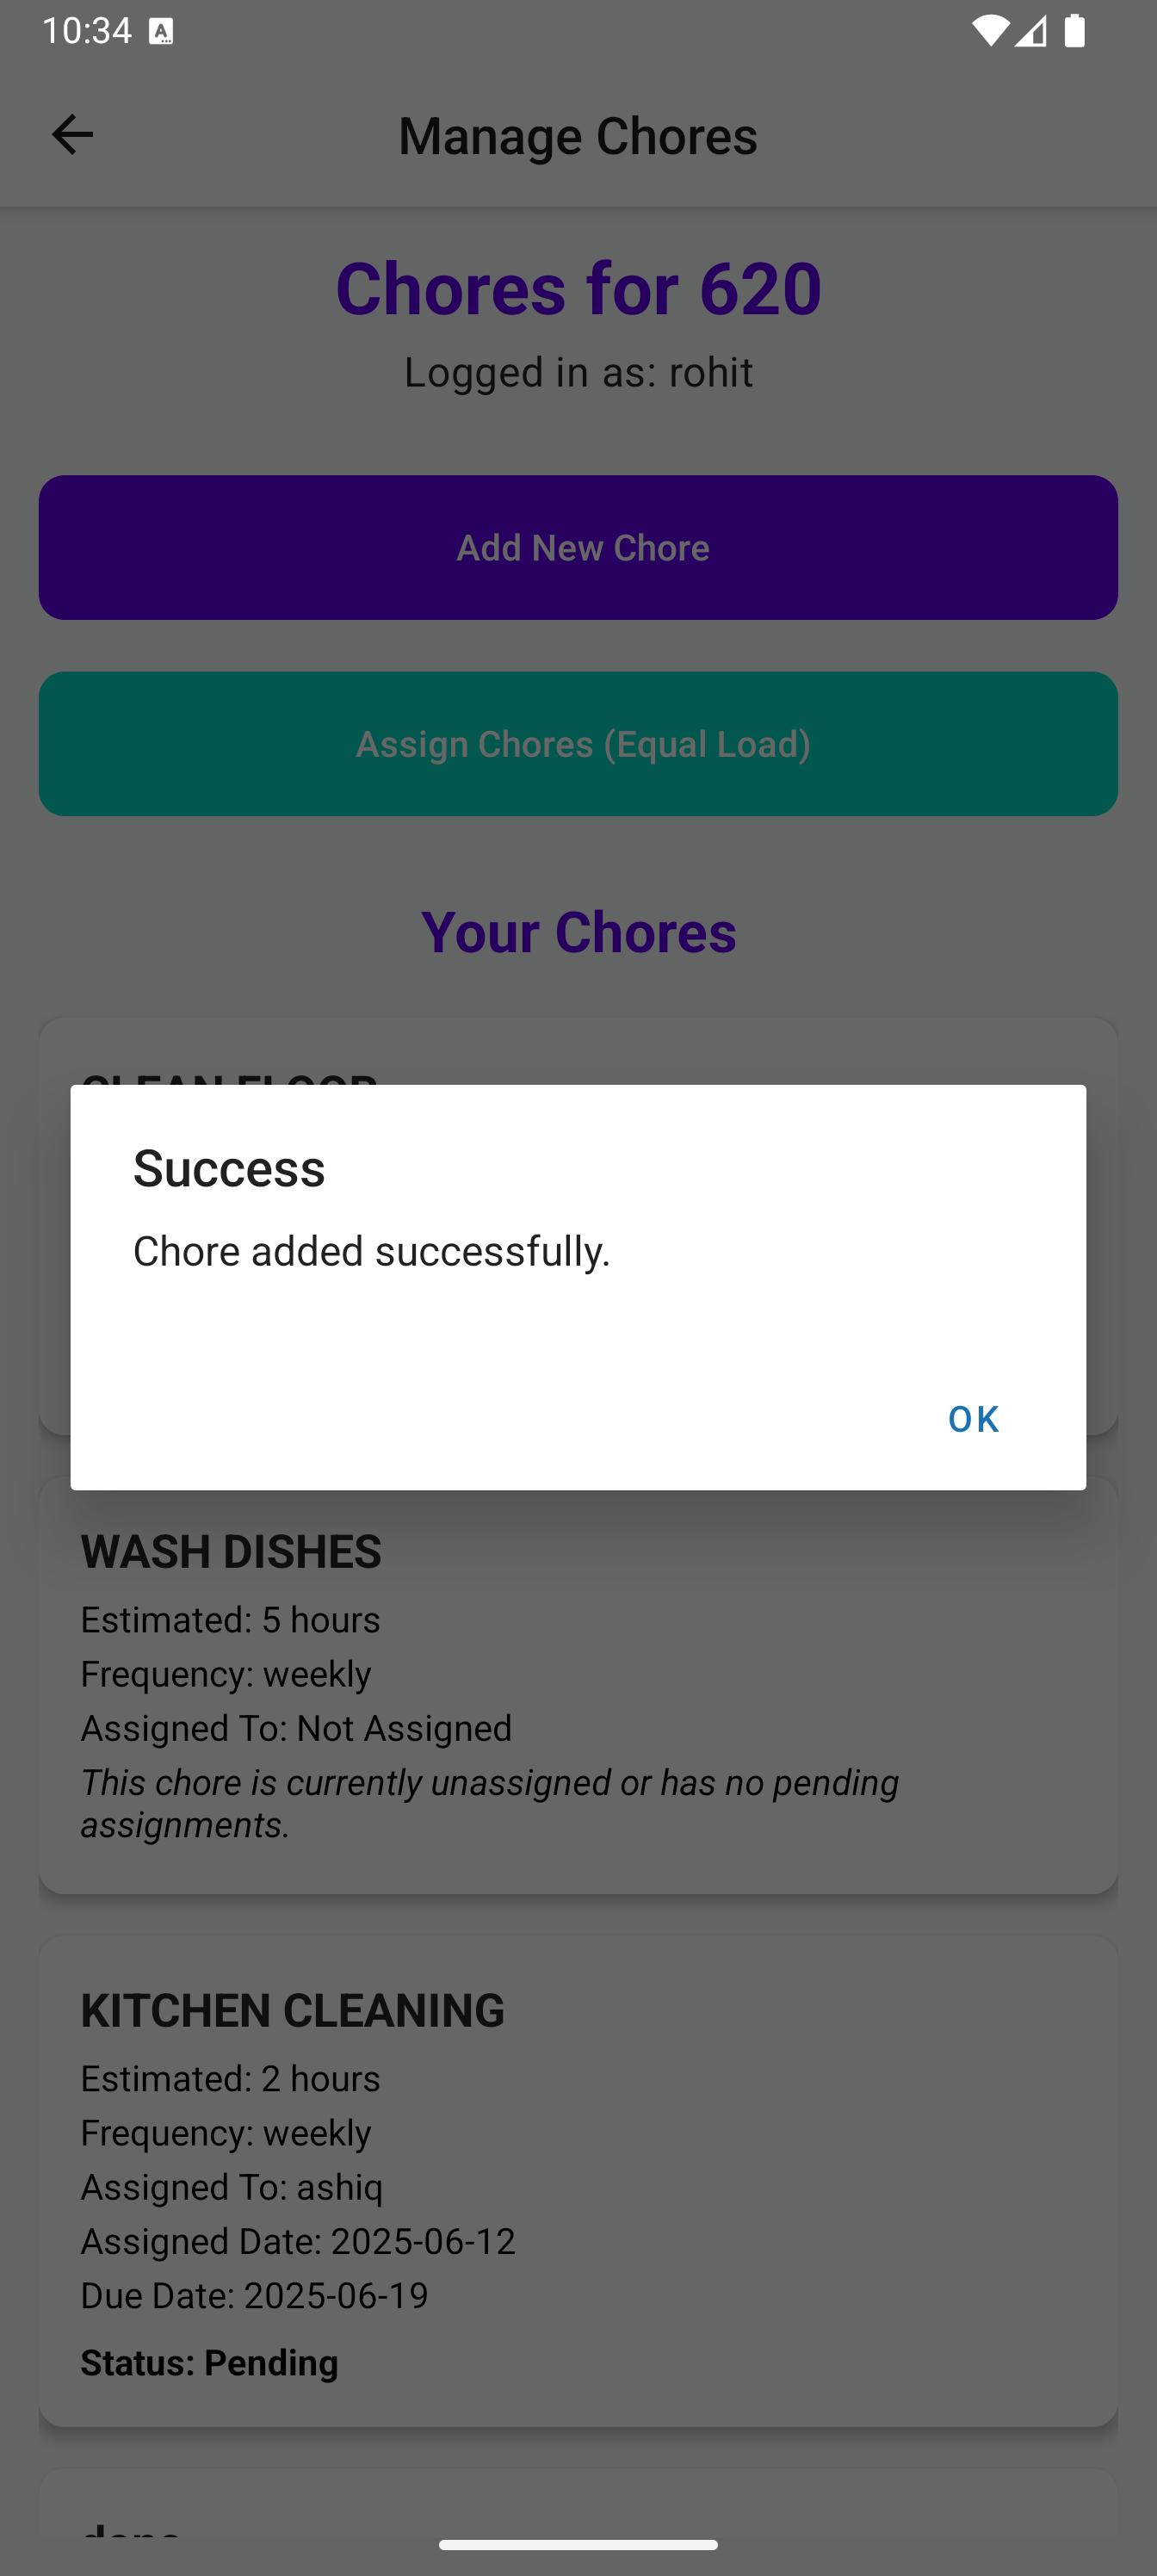 10:34
Manage Chores
Chores for 620
Logged in as: rohit
Add New Chore
Assign Chores (Equal Load)
Your Chores
CLEAN FLOOR
Success
Chore added successfully.
OK
WASH DISHES
Estimated: 5 hours
Frequency: weekly
Assigned To: Not Assigned
This chore is currently unassigned or has no pending
assignments.
KITCHEN CLEANING
Estimated: 2 hours
Frequency: weekly
Assigned To: ashiq
Assigned Date: 2025-06-12
Due Date: 2025-06-19
Status: Pending